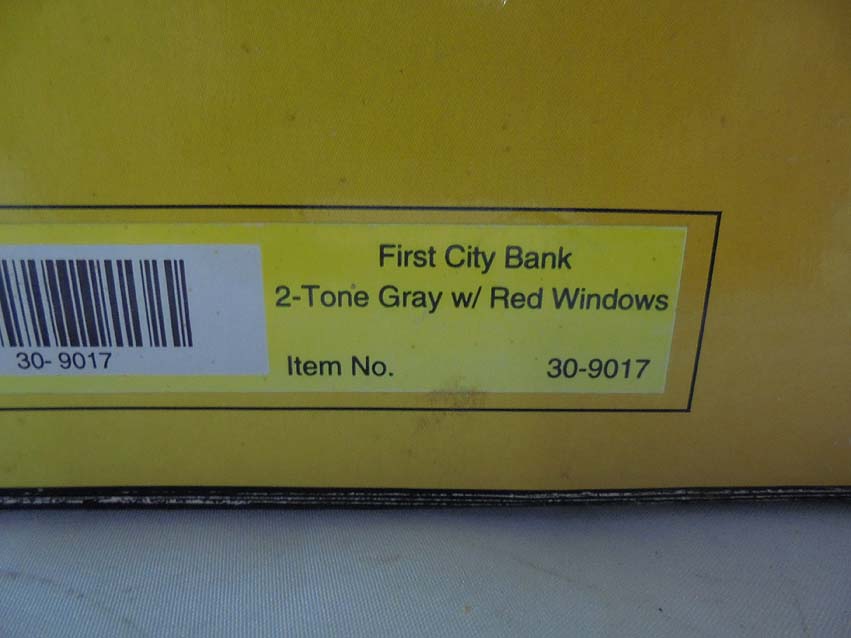 First City Bank
2-Tone Gray w/ Red Windows
30- 9017
Item No. 30-9017